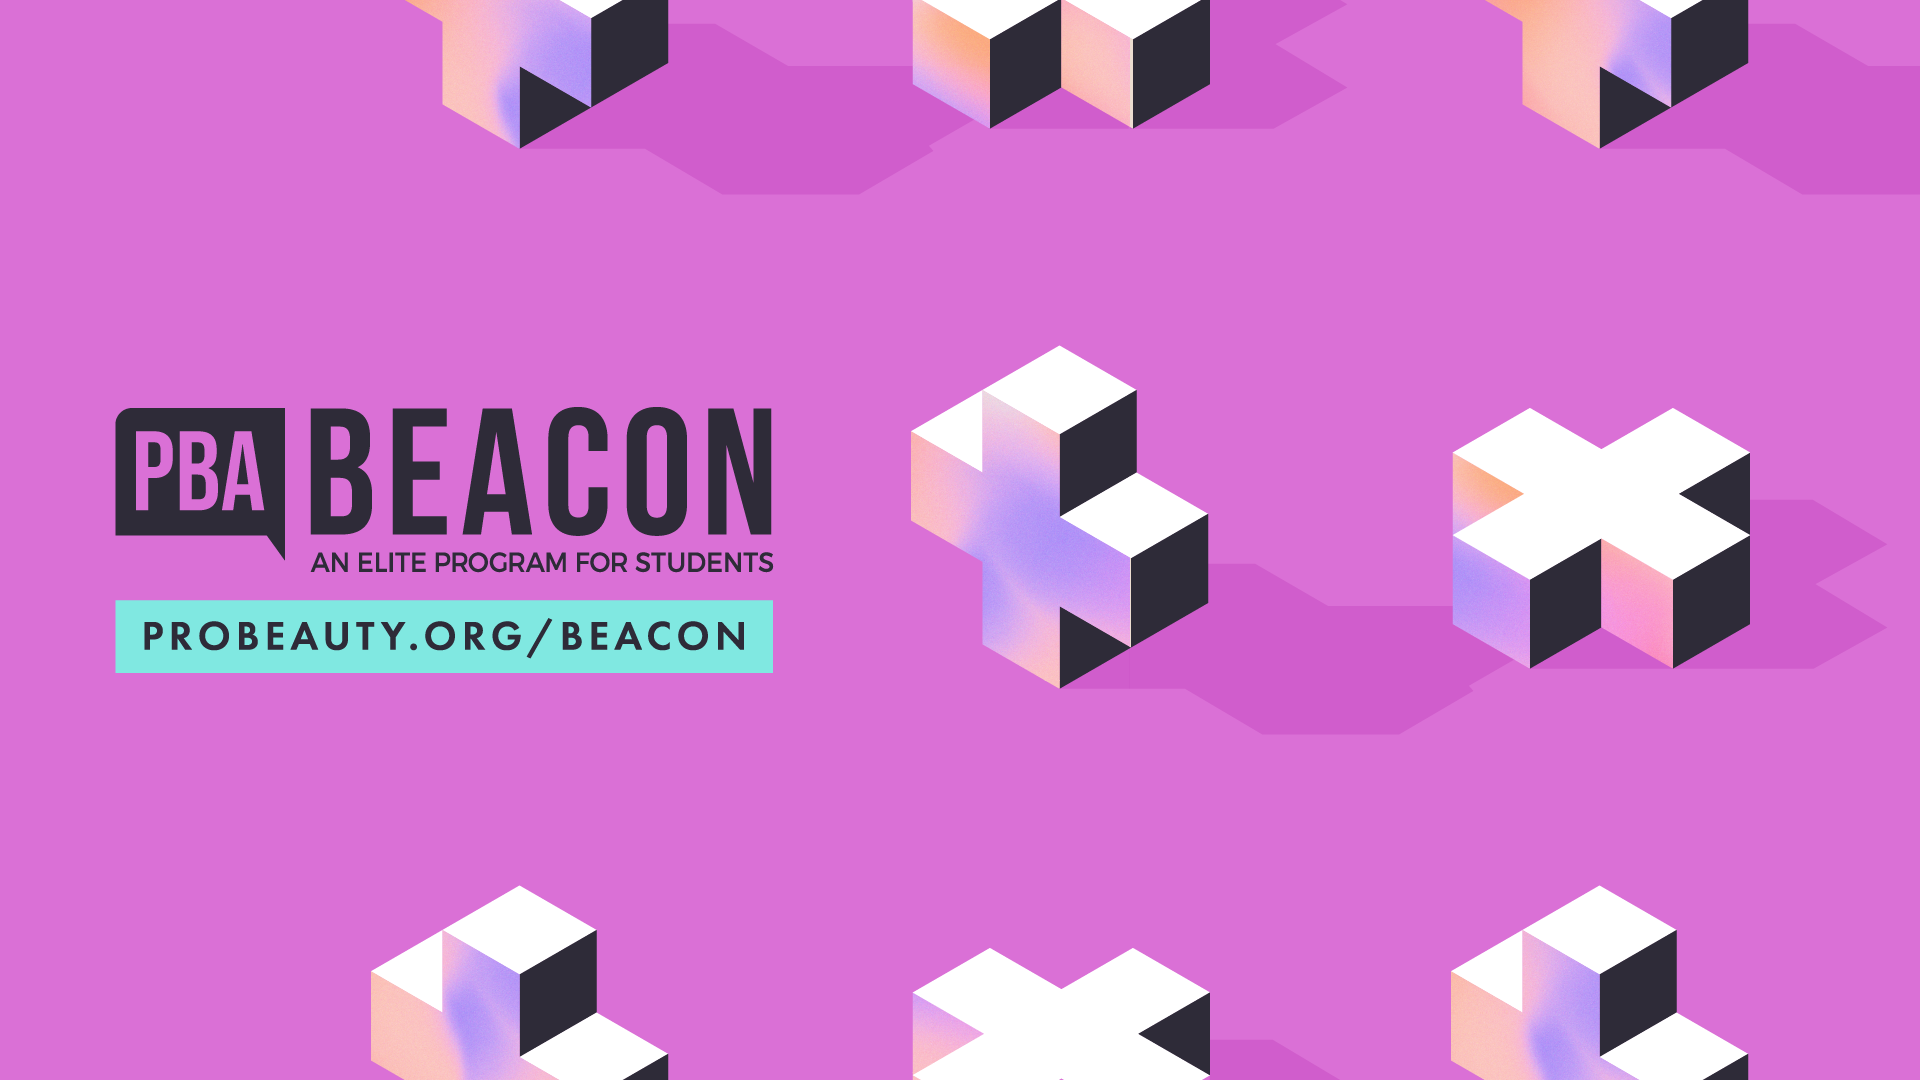 PBA BEACON
AN ELITE PROGRAM FOR STUDENTS
PROBEAUTY.ORG/BEACON